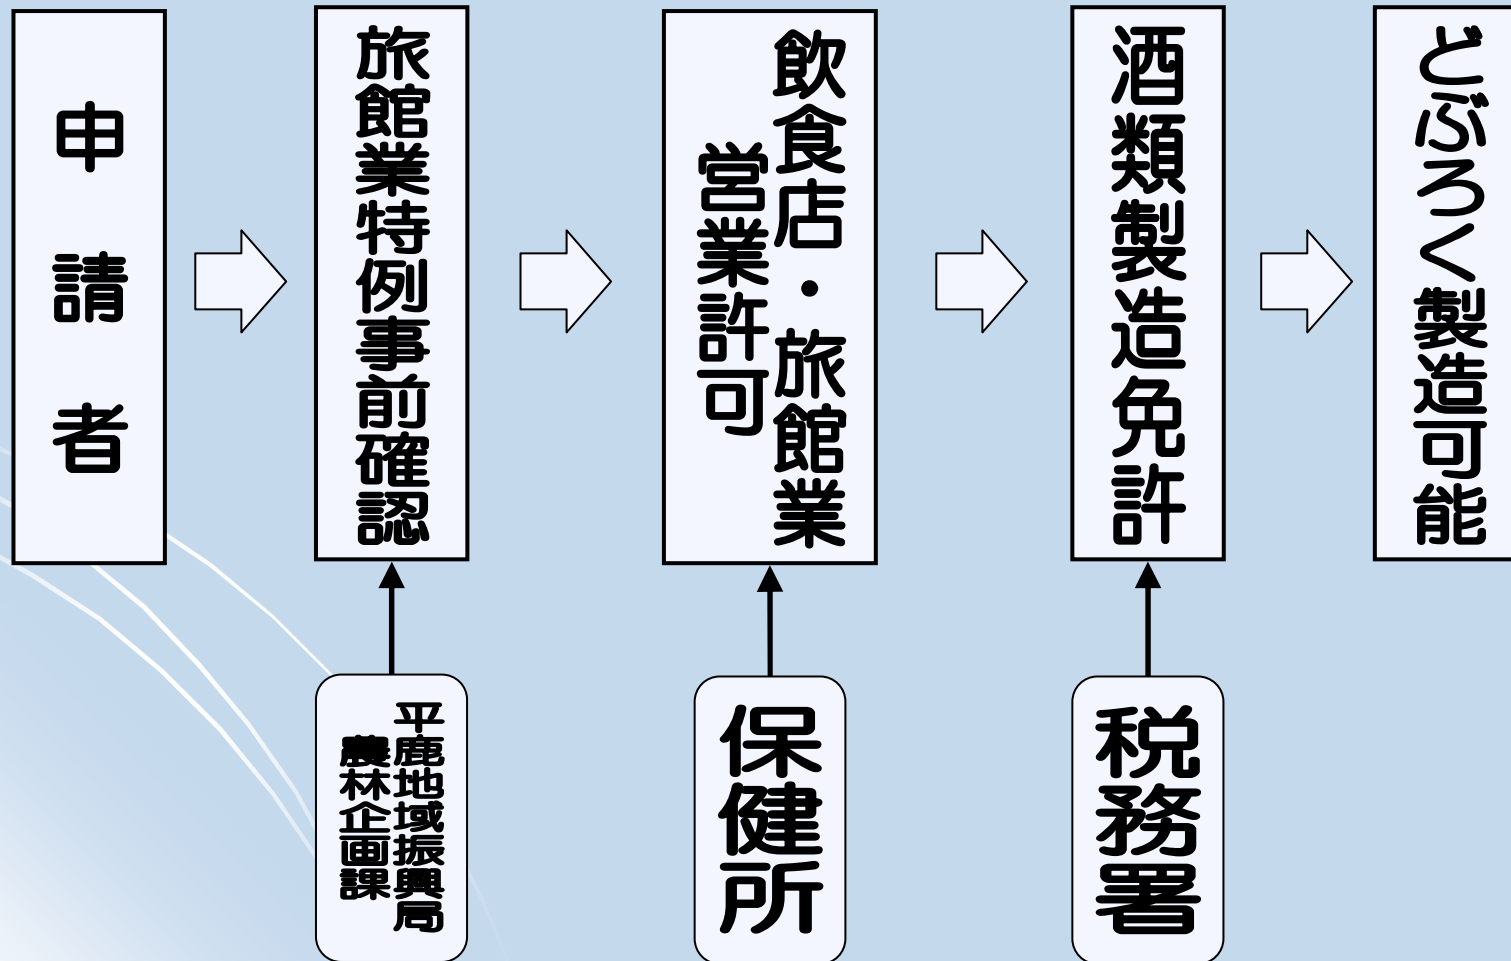 申請者
旅館業特例事前確認
飲食店・旅館業
営業許可
酒類製造免許
どぶろく製造可能
平鹿地域振興局
農林企画課
保健所
税務署